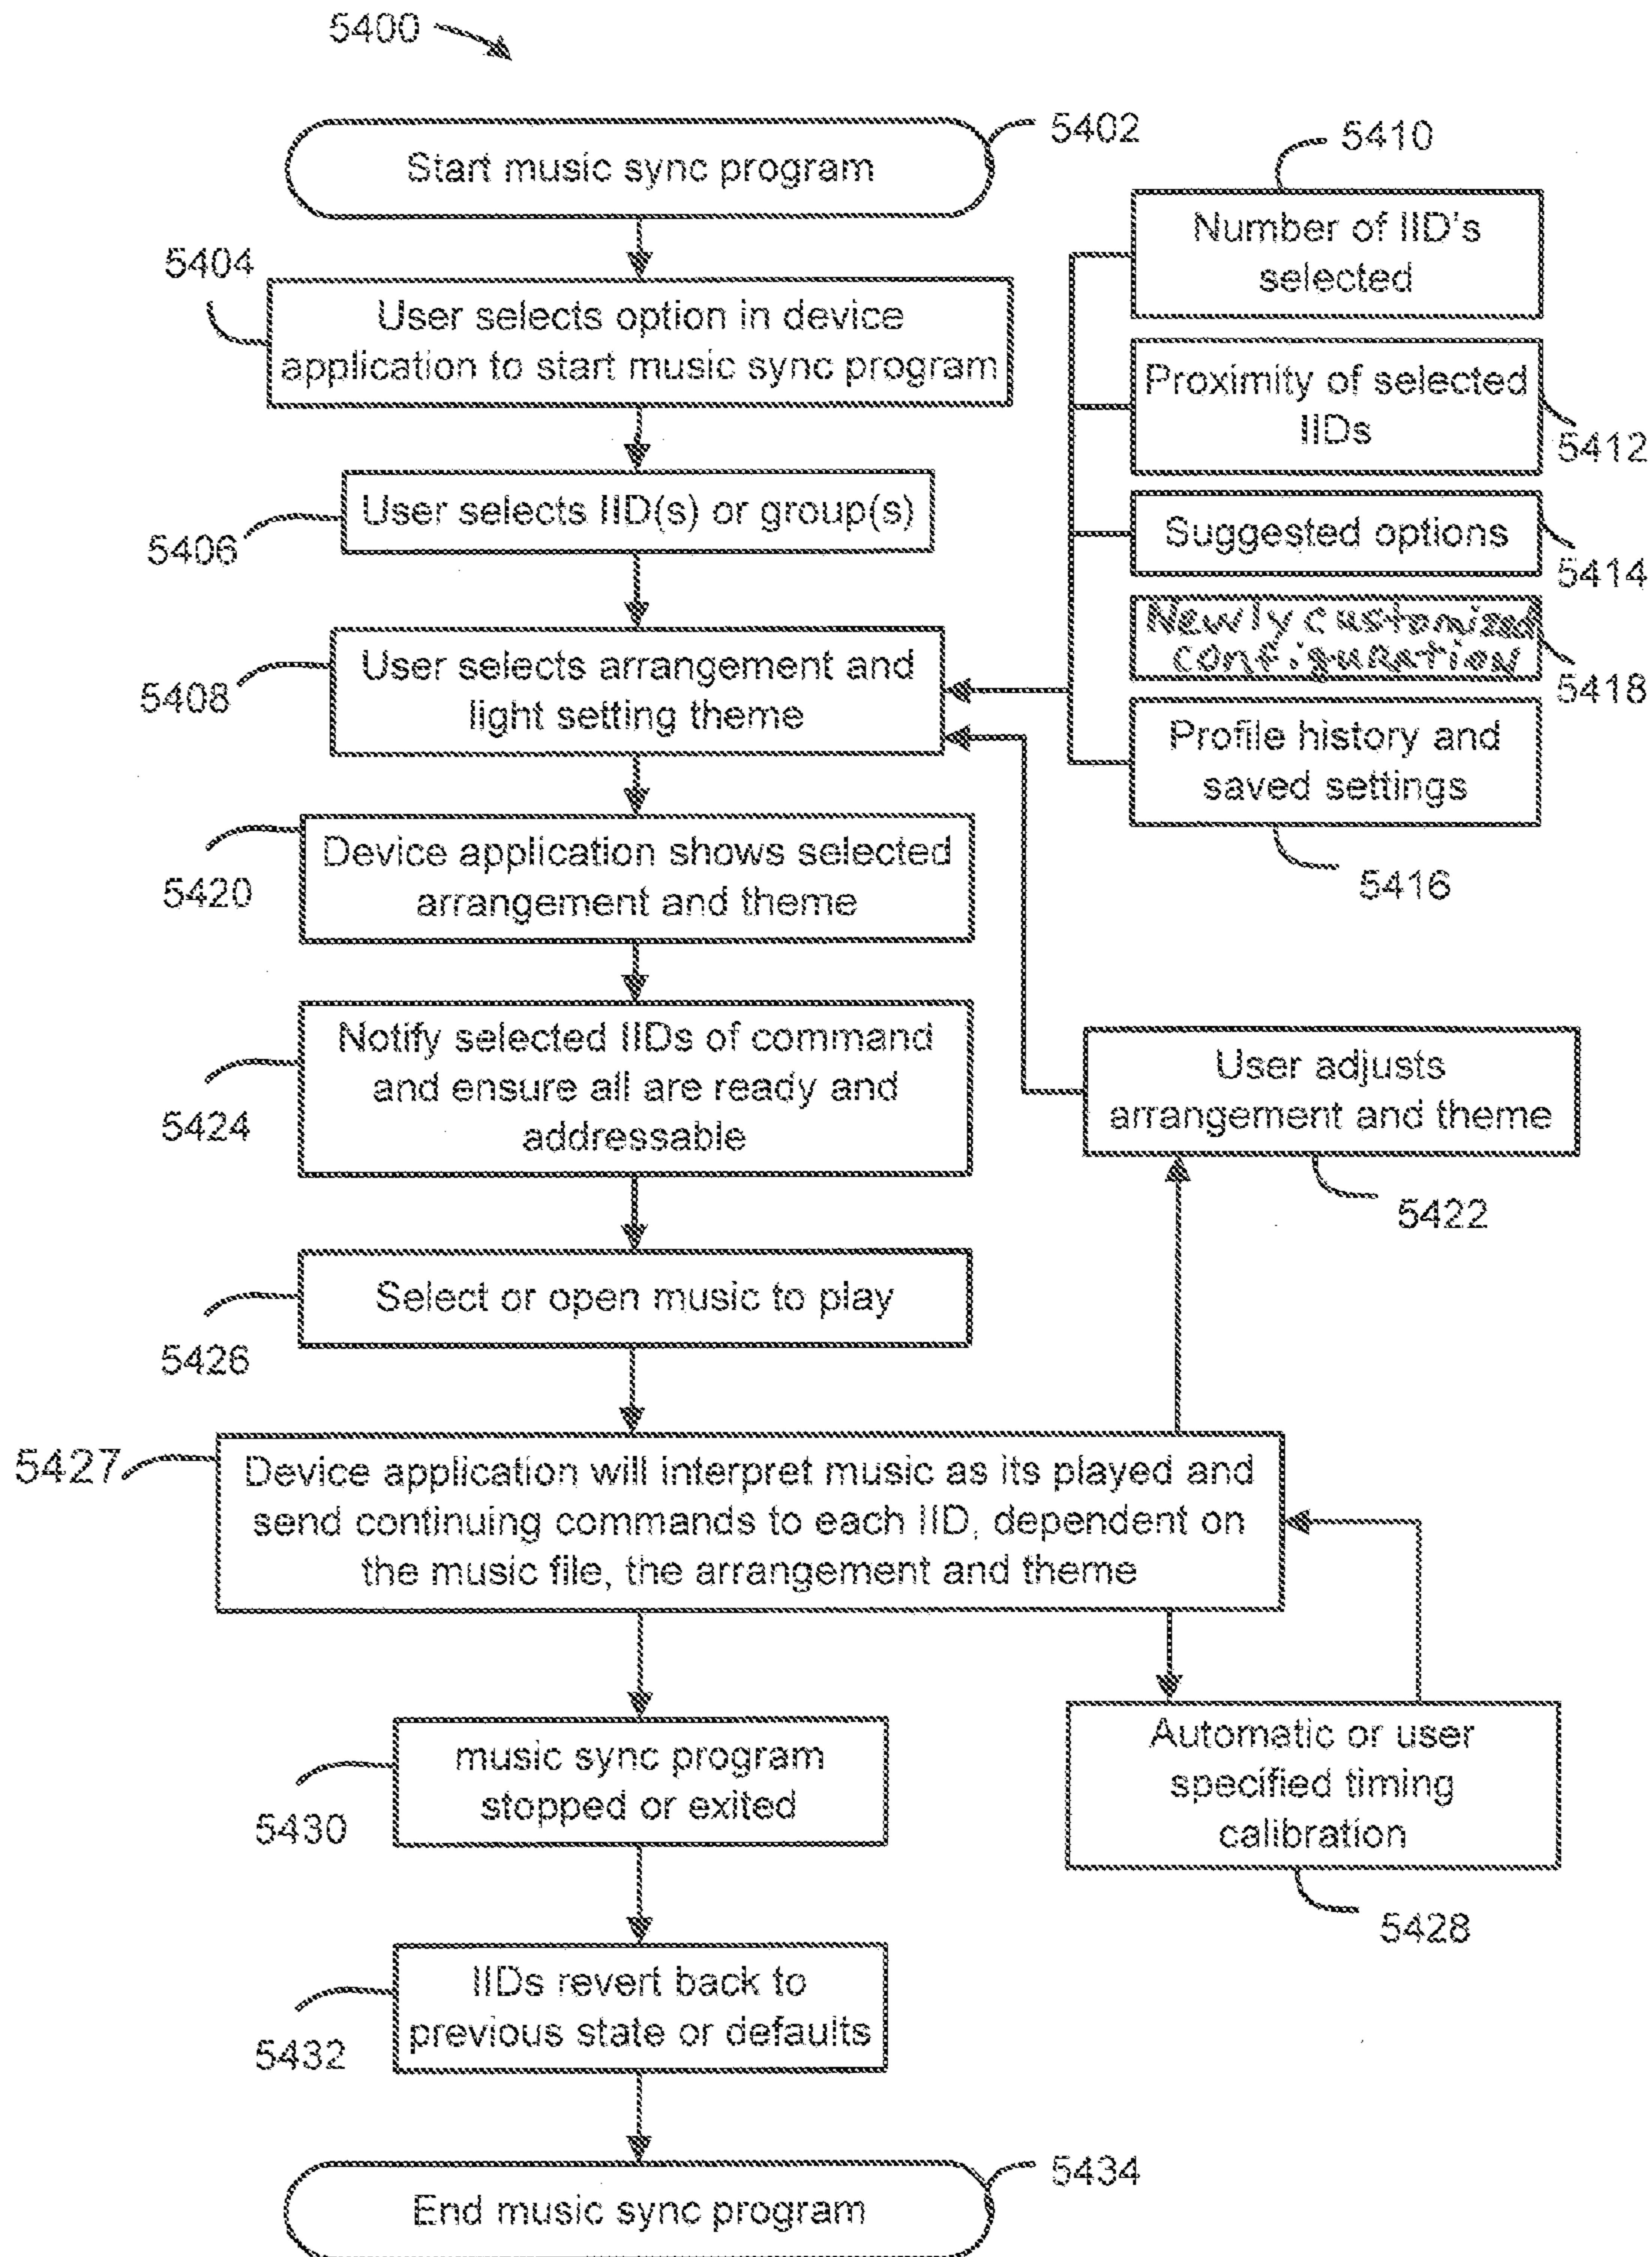 5400
Start music sync program
5402
5404
User selects option in device
application to start music sync program
User selects IID(s) or group(s)
5406
User selects arrangement and
light setting theme
5408
5410
Number of IID's
selected
Proximity of selected
IIDs
5412
Suggested options
5414
Newly customized
configuration
5418
Profile history and
saved settings
5416
Device application shows selected
arrangement and theme
5420
Notify selected IIDs of command
and ensure all are ready and
addressable
5424
User adjusts
arrangement and theme
5422
Select or open music to play
5426
5427
Device application will interpret music as its played and
send continuing commands to each IID, dependent on
the music file, the arrangement and theme
music sync program
stopped or exited
5430
Automatic or user
specified timing
calibration
5428
IIDs revert back to
previous state or defaults
5432
5434
End music sync program